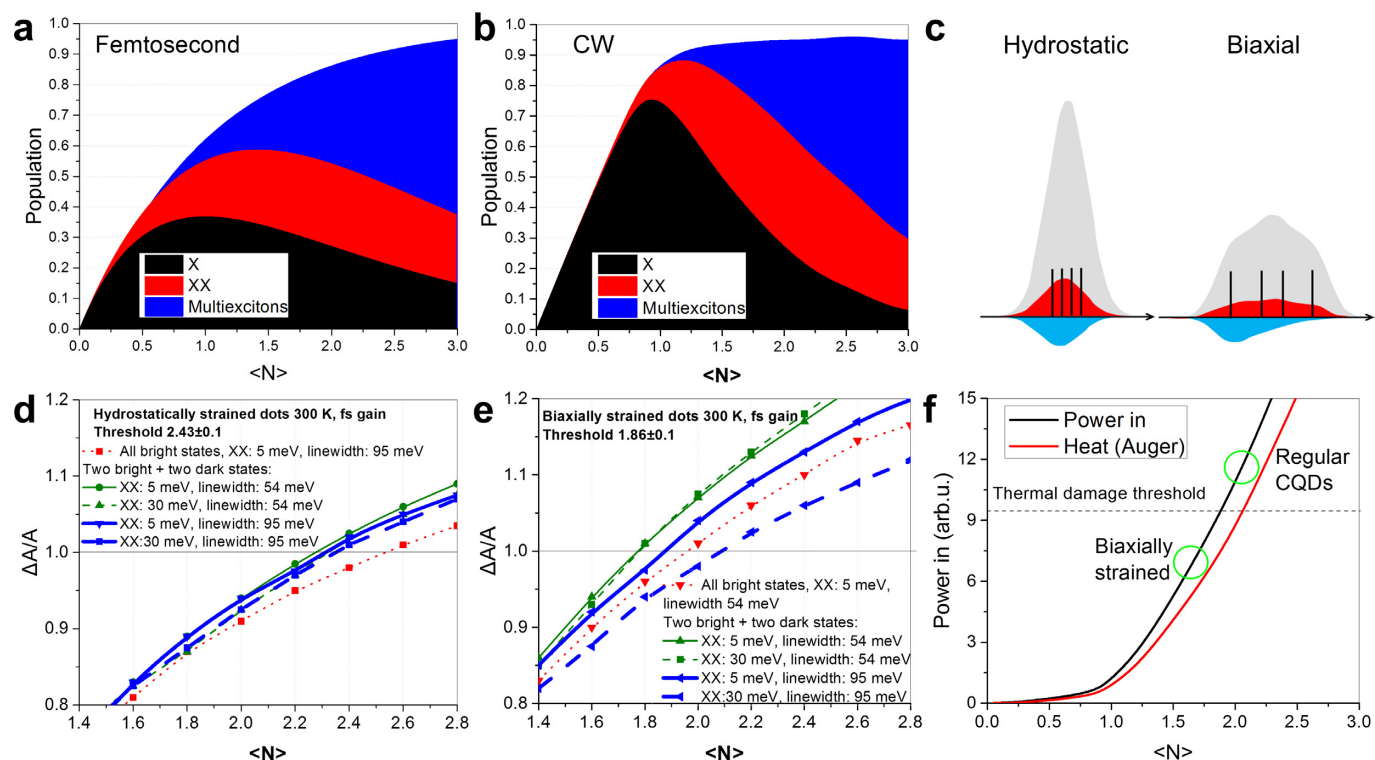 a
Femtosecond
Population
1.0
0.9
0.8
0.7
0.6
0.5
0.4
0.3
0.2
0.1
0.0
X
XX
Multiexcitons
0.0 0.5 1.0 1.5 2.0 2.5 3.0
<N>
b
CW
Population
1.0
0.9
0.8
0.7
0.6
0.5
0.4
0.3
0.2
0.1
0.0
X
XX
Multiexcitons
0.0 0.5 1.0 1.5 2.0 2.5 3.0
<N>
c
Hydrostatic
Biaxial
d
Hydrostatically strained dots 300 K, fs gain
Threshold 2.43±0.1
All bright states, XX: 5 meV, linewidth: 95 meV
Two bright + two dark states:
XX: 5 meV, linewidth: 54 meV
XX: 30 meV, linewidth: 54 meV
XX: 5 meV, linewidth: 95 meV
XX:30 meV, linewidth: 95 meV
ΔA/A
1.2
1.1
1.0
0.9
0.8
1.6 1.8 2.0 2.2 2.4 2.6 2.8
<N>
e
Biaxially strained dots 300 K, fs gain
Threshold 1.86±0.1
All bright states, XX: 5 meV,
linewidth 54 meV
Two bright + two dark states:
XX: 5 meV, linewidth: 54 meV
XX: 30 meV, linewidth: 54 meV
XX: 5 meV, linewidth: 95 meV
XX:30 meV, linewidth: 95 meV
ΔA/A
1.2
1.1
1.0
0.9
0.8
1.4 1.6 1.8 2.0 2.2 2.4 2.6 2.8
<N>
f
Power in
Heat (Auger)
Regular
CQDs
Thermal damage threshold
Biaxially
strained
Power in (arb.u.)
15
12
9
6
3
0
0.0 0.5 1.0 1.5 2.0 2.5 3.0
<N>